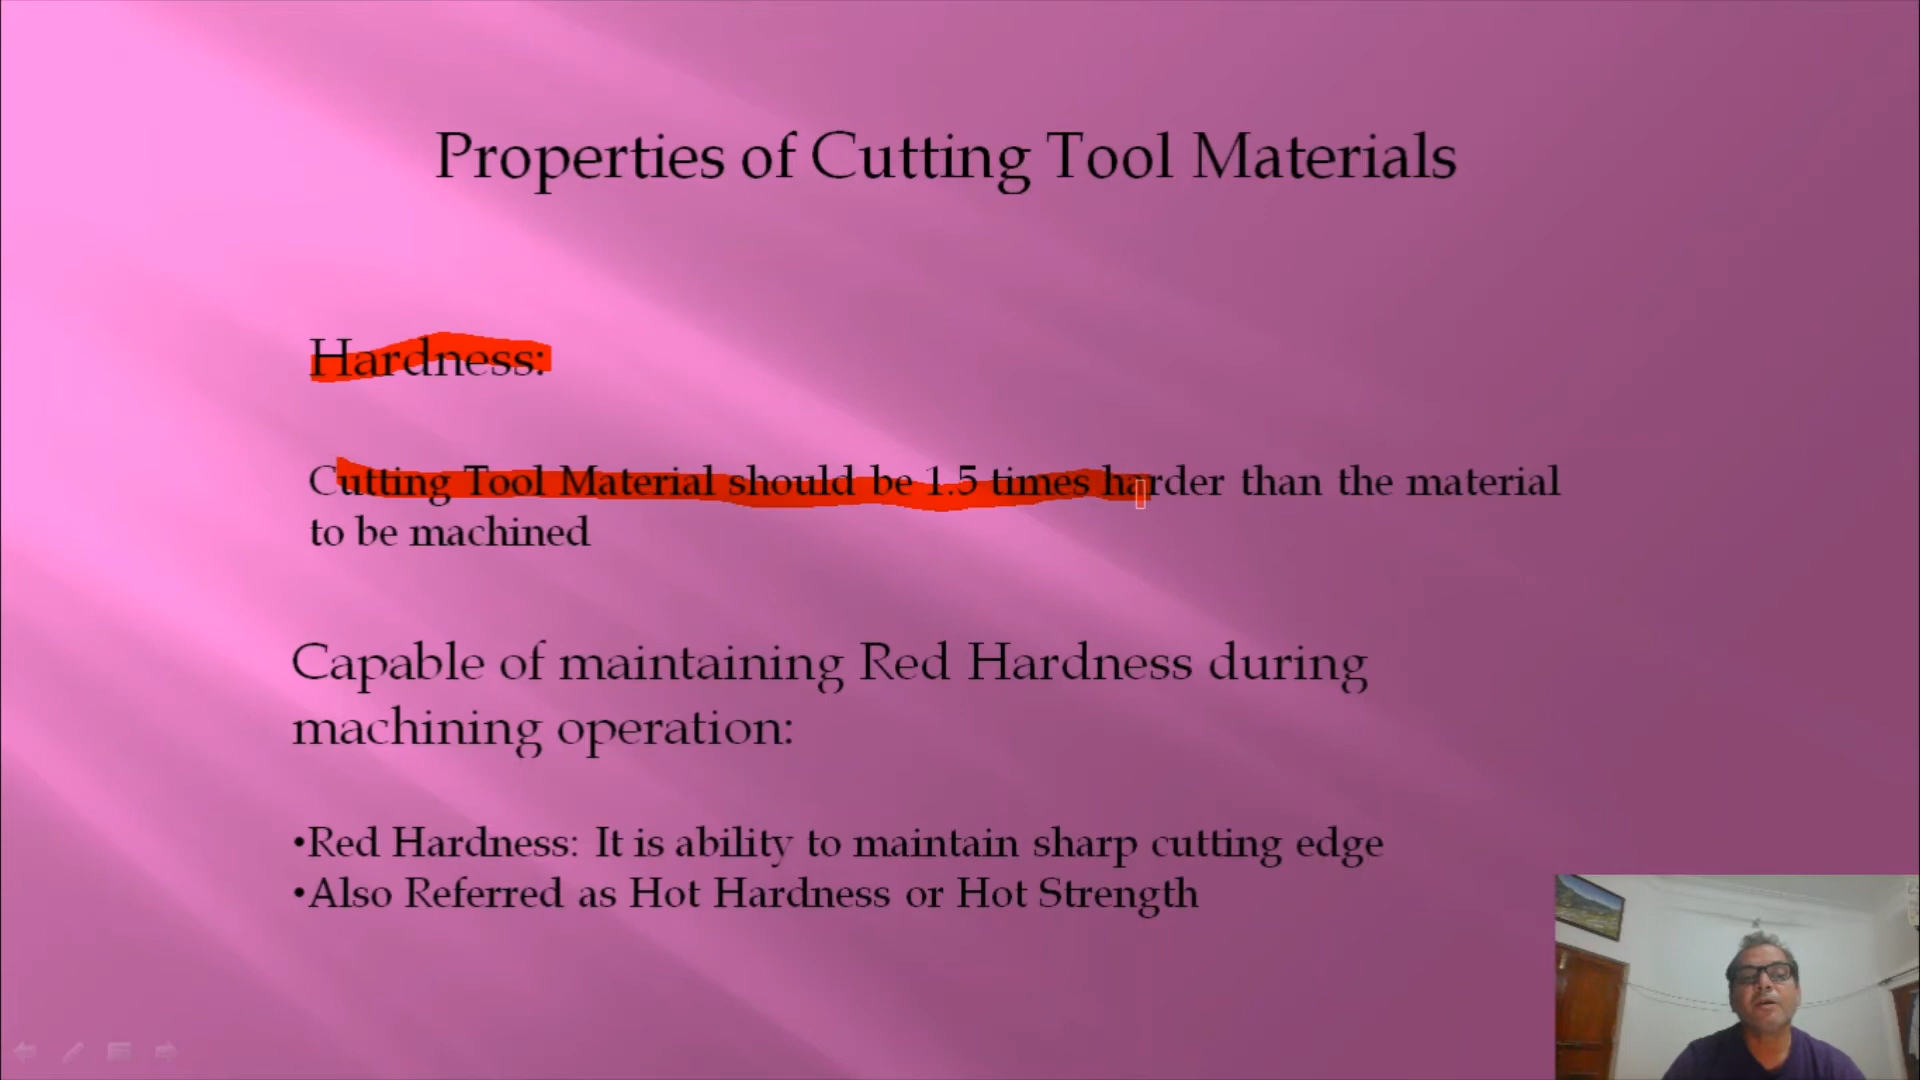 Properties of Cutting Tool Materials
Hardness:
Cutting Tool Material should be 1.5 times harder than the material
to be machined
Capable of maintaining Red Hardness during
machining operation:
•Red Hardness: It is ability to maintain sharp cutting edge
•Also Referred as Hot Hardness or Hot Strength